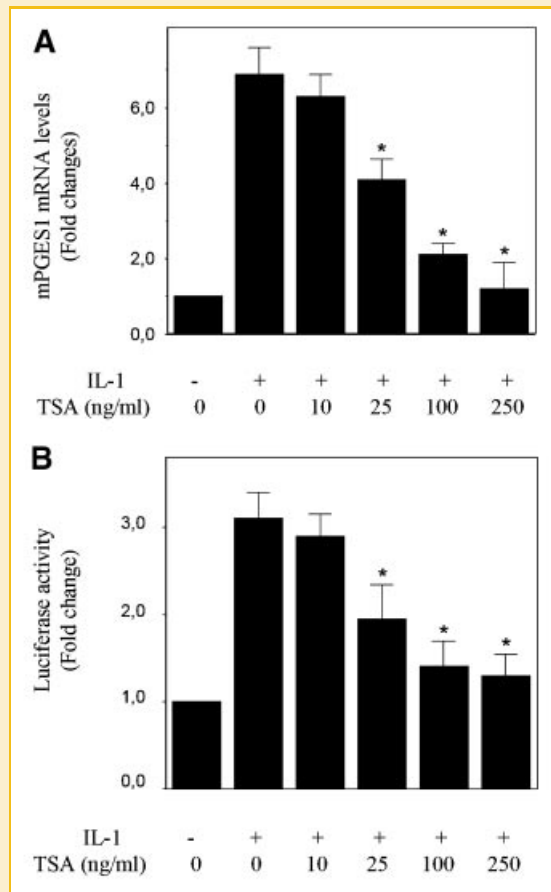 A
mPGES1 mRNA levels
(Fold changes)
6,0
4,0
2,0
0,0
*
*
*
IL-1 - + + + + +
TSA (ng/ml) 0 0 10 25 100 250
B
Luciferase activity
(Fold change)
3,0
2,0
1,0
0,0
*
*
*
IL-1 - + + + + +
TSA (ng/ml) 0 0 10 25 100 250